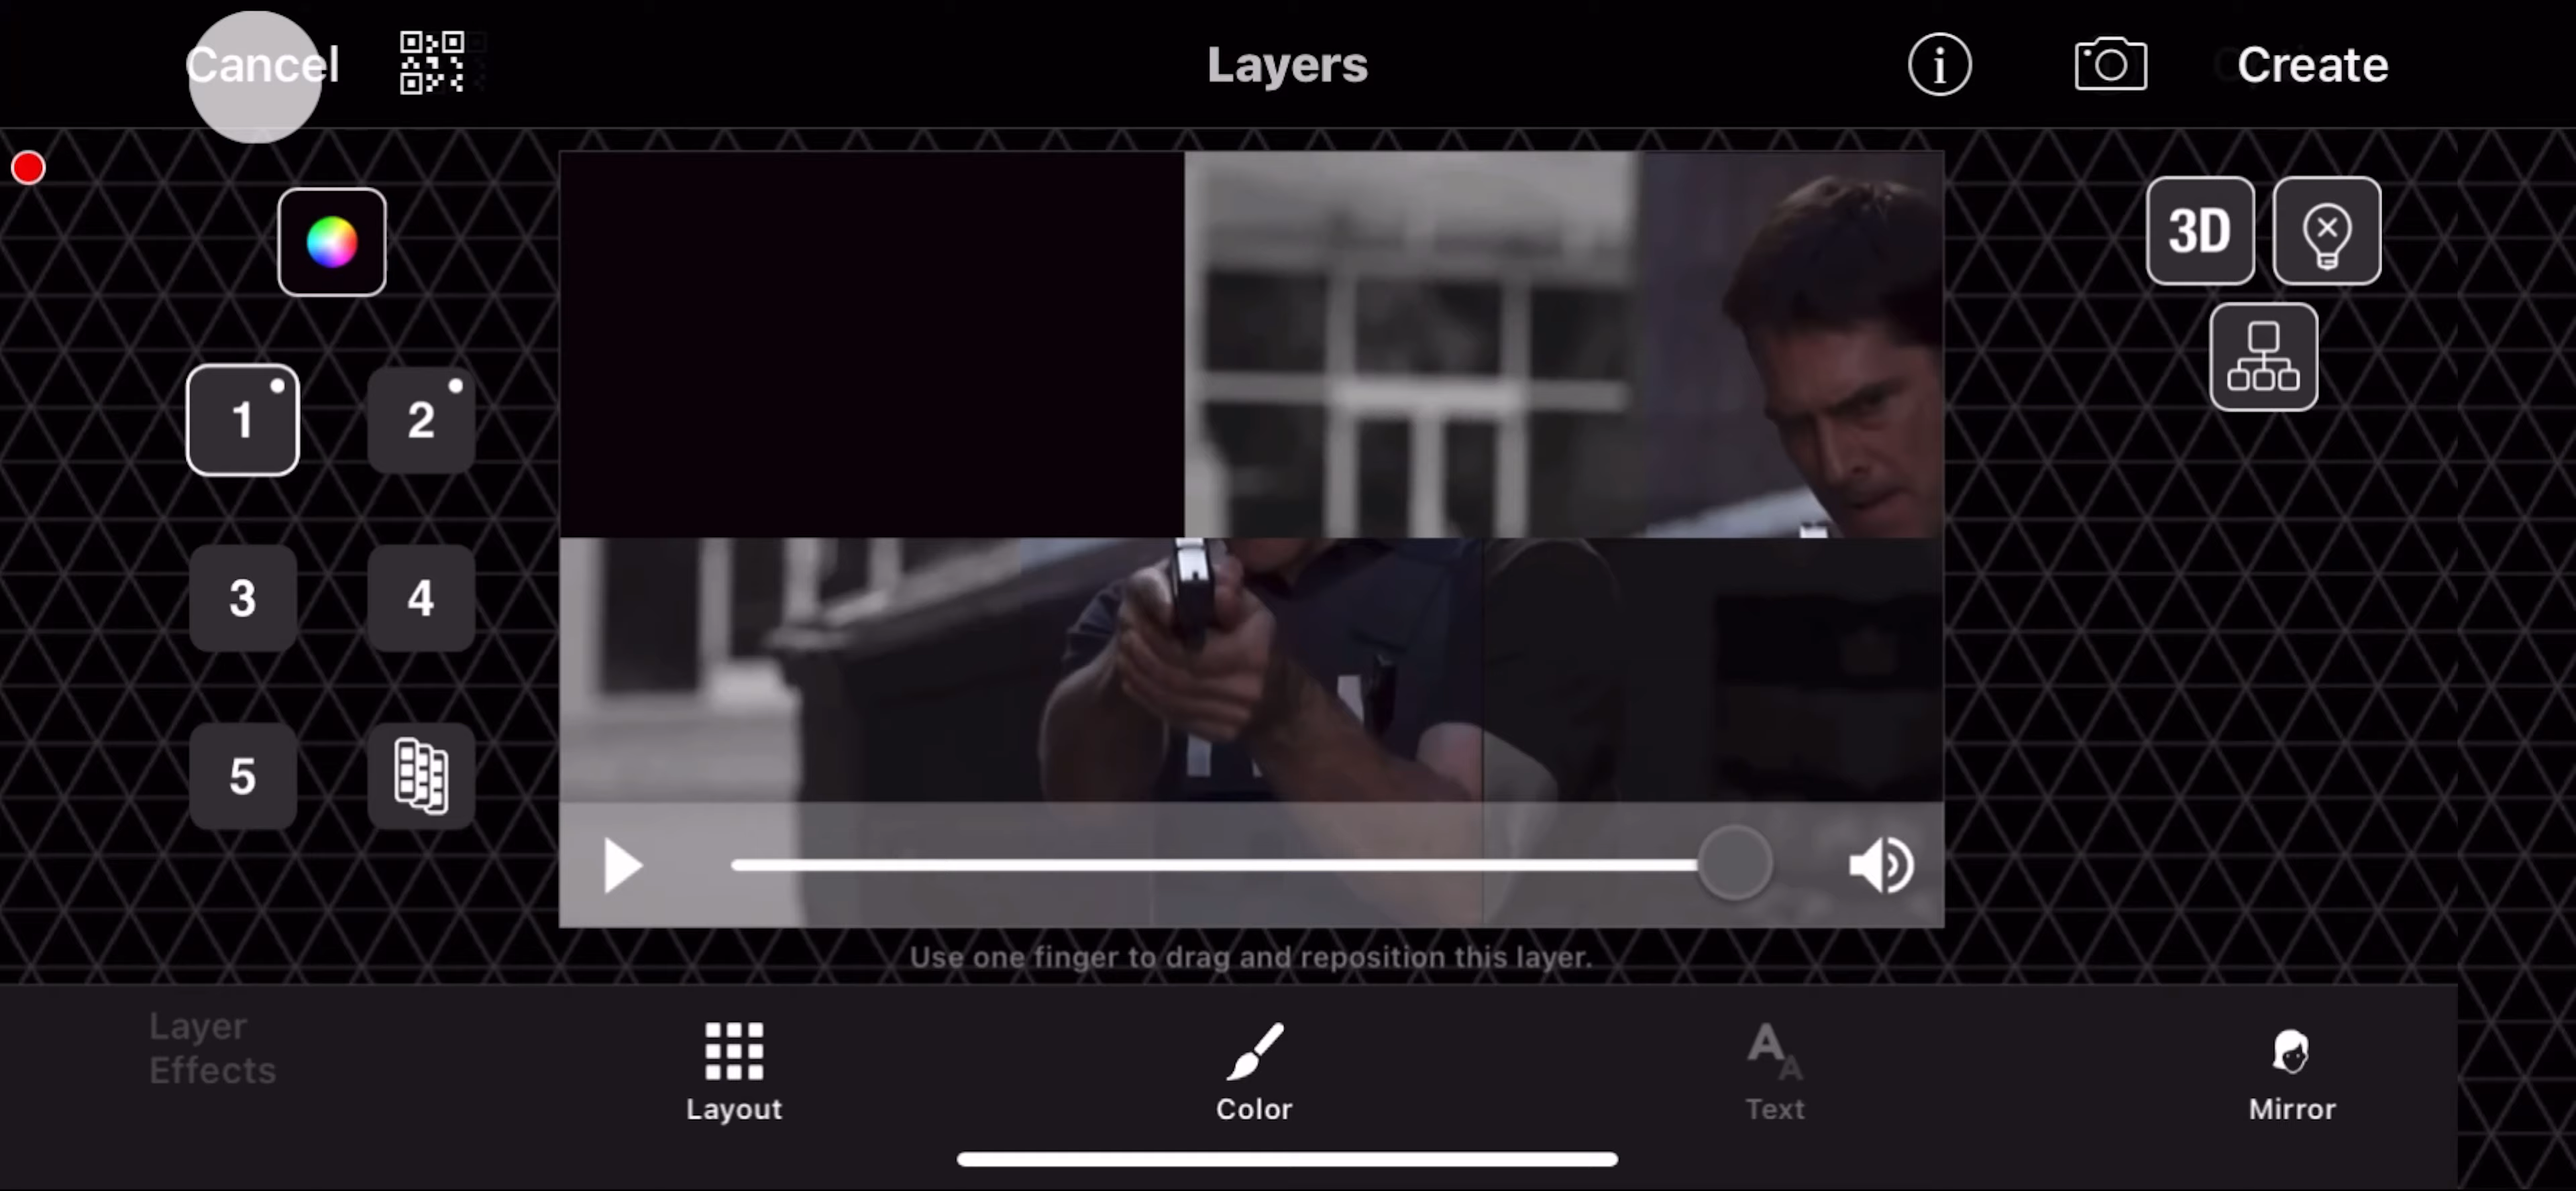 Cancel
Layers
Create
3D
1
2
3
4
5
Use one finger to drag and reposition this layer.
Layer
Effects
Layout
Color
A
A
Text
Mirror